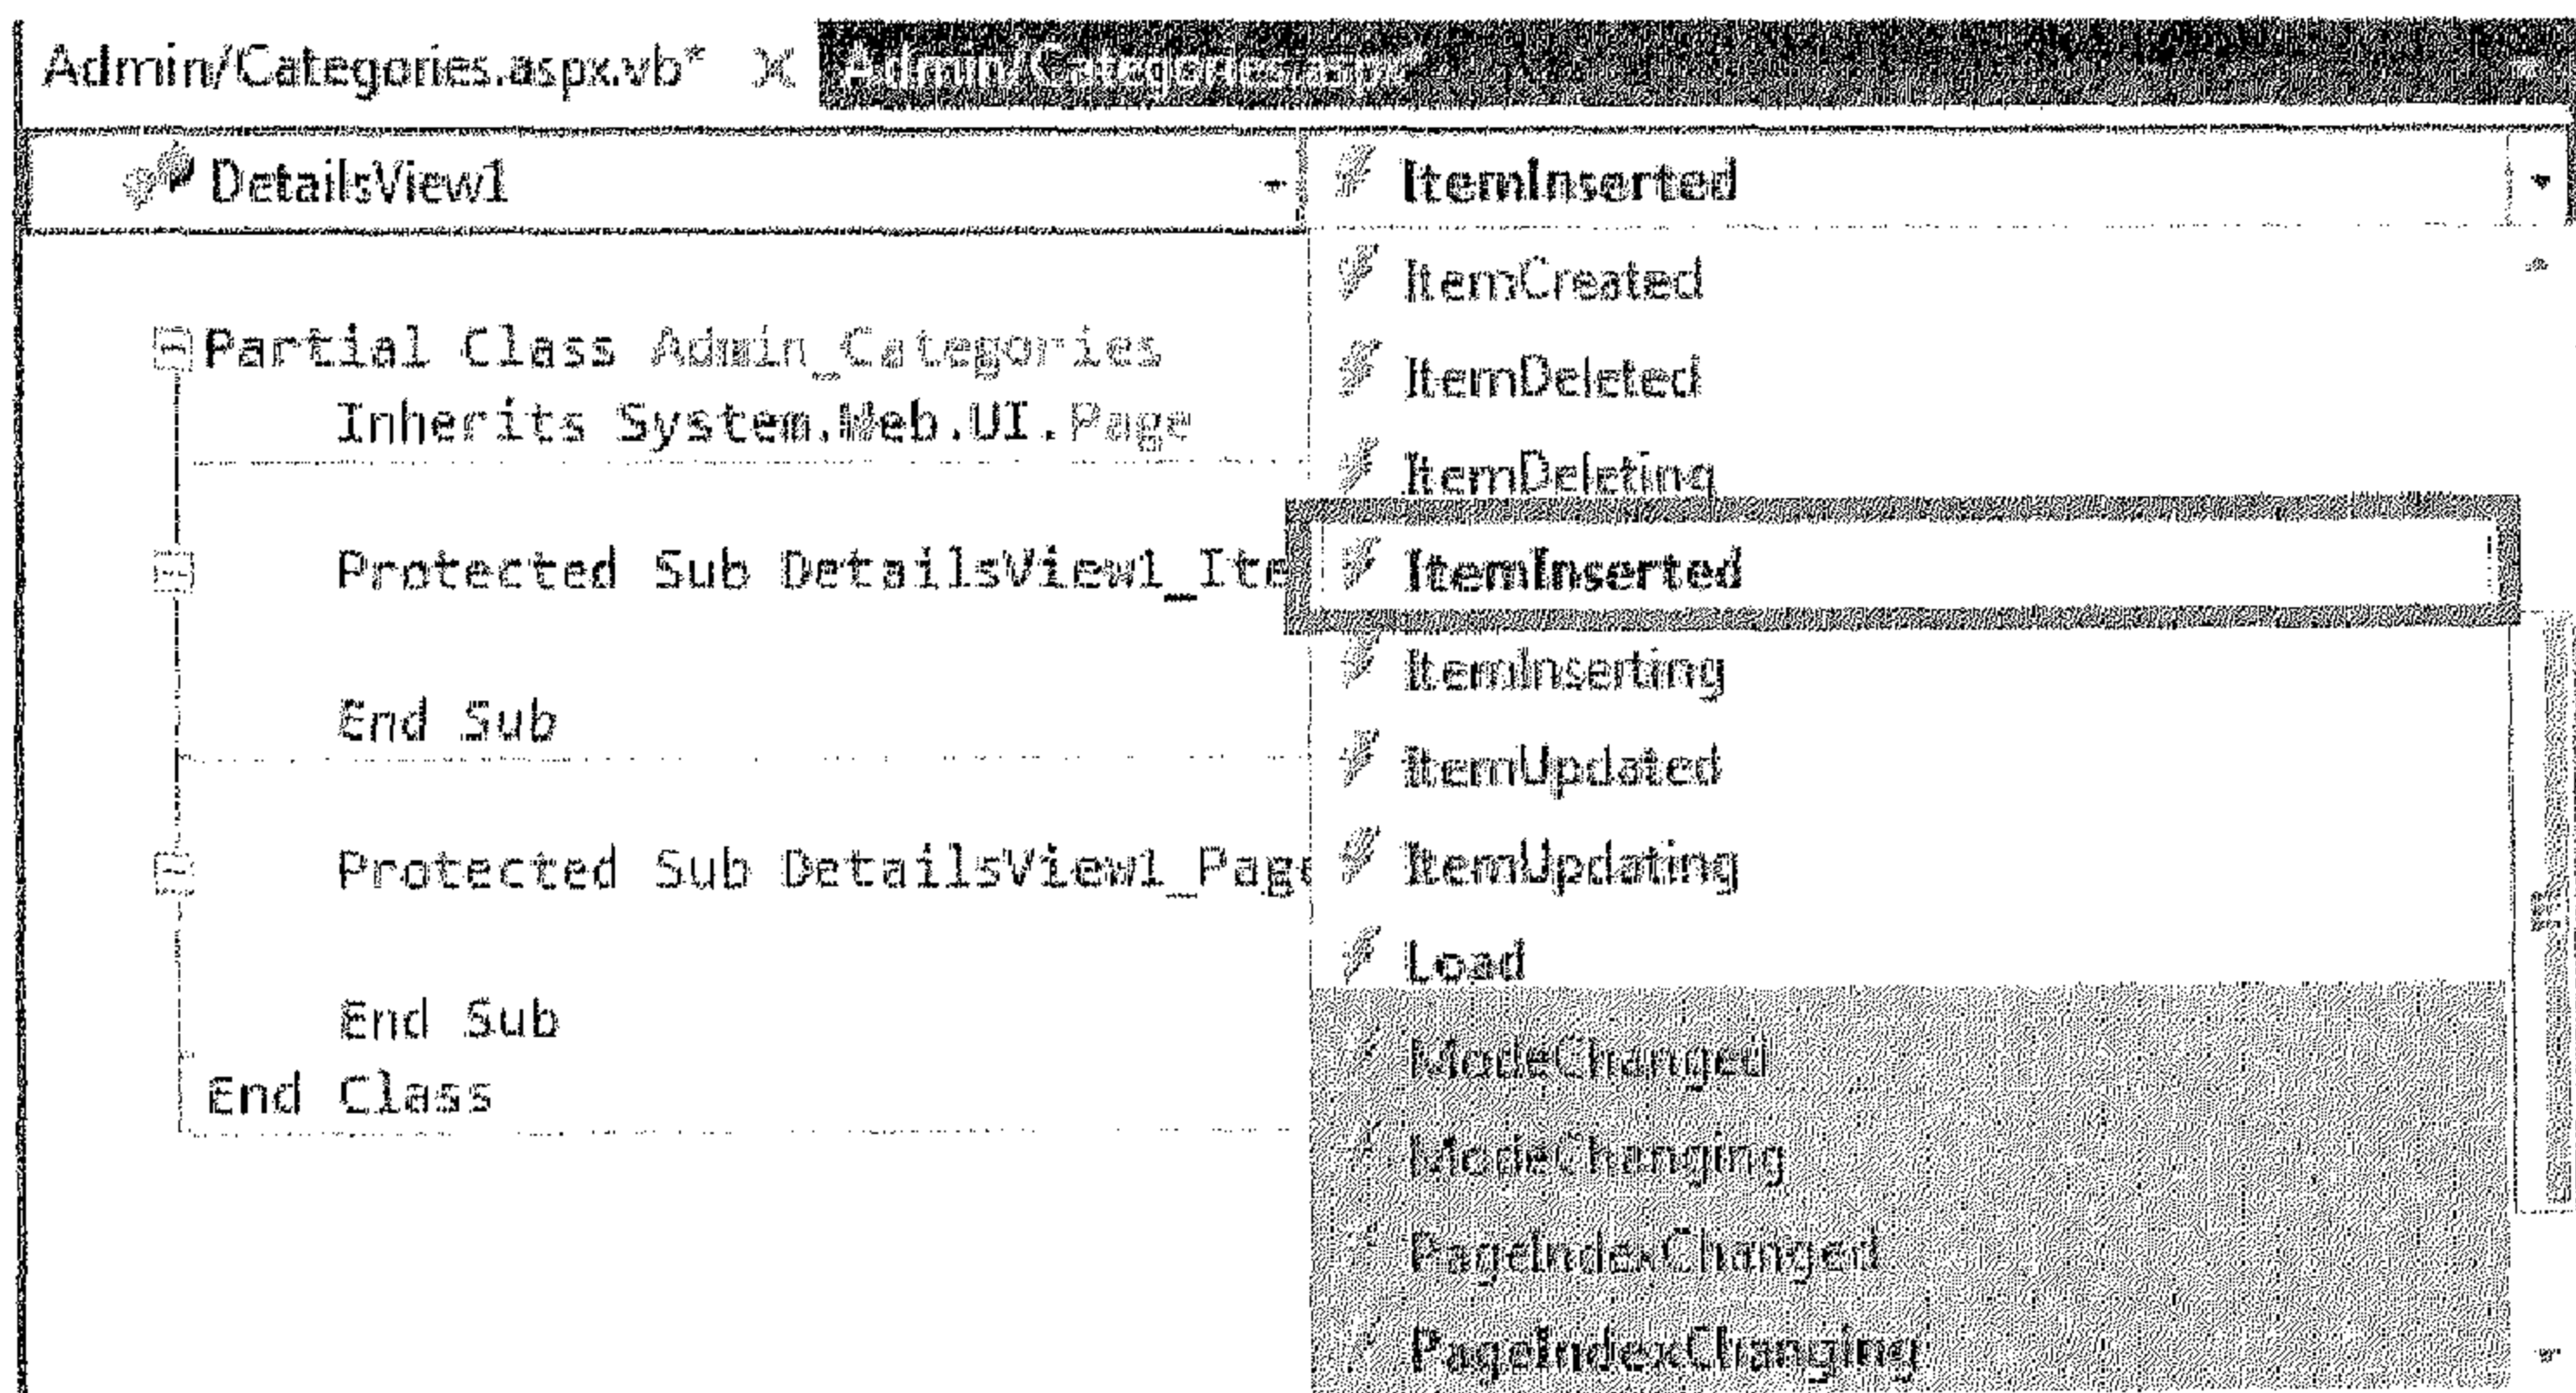 Admin/Categories.aspx.vb* X Admin/Categories.aspx*
DetailsView1
ItemInserted
Partial Class Admin_Categories
Inherits System.Web.UI.Page
Protected Sub DetailsView1_Ite
End Sub
Protected Sub DetailsView1_Page
End Sub
End Class
ItemCreated
ItemDeleted
ItemDeleting
ItemInserted
ItemInserting
ItemUpdated
ItemUpdating
Load
ModeChanged
ModeChanging
PageIndexChanged
PageIndexChanging